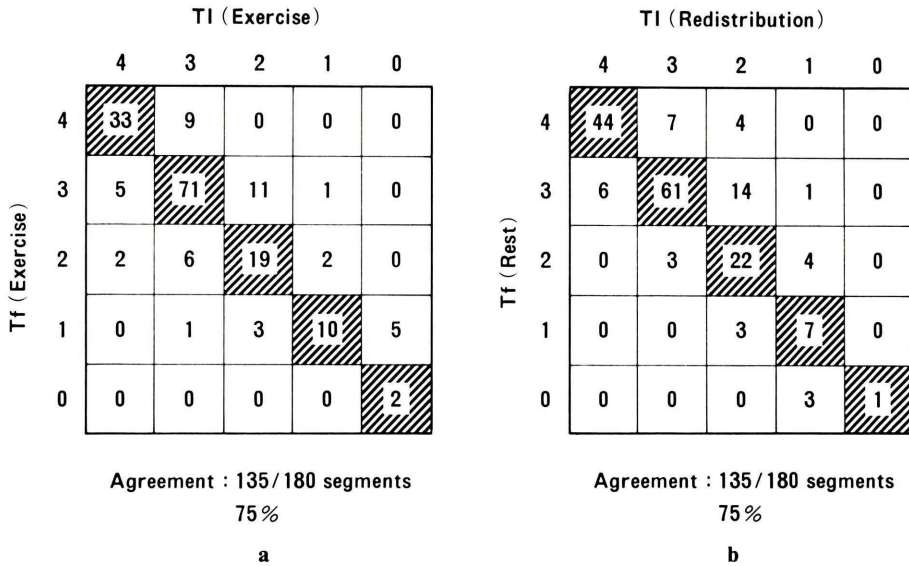 TI (Exercise)
4 3 2 1 0
Tf (Exercise)
4 33 9 0 0 0
3 5 71 11 1 0
2 2 6 19 2 0
1 0 1 3 10 5
0 0 0 0 0 2
Agreement : 135/180 segments
75%
a
TI (Redistribution)
4 3 2 1 0
Tf (Rest)
4 44 7 4 0 0
3 6 61 14 1 0
2 0 3 22 4 0
1 0 0 3 7 0
0 0 0 0 3 1
Agreement : 135/180 segments
75%
b